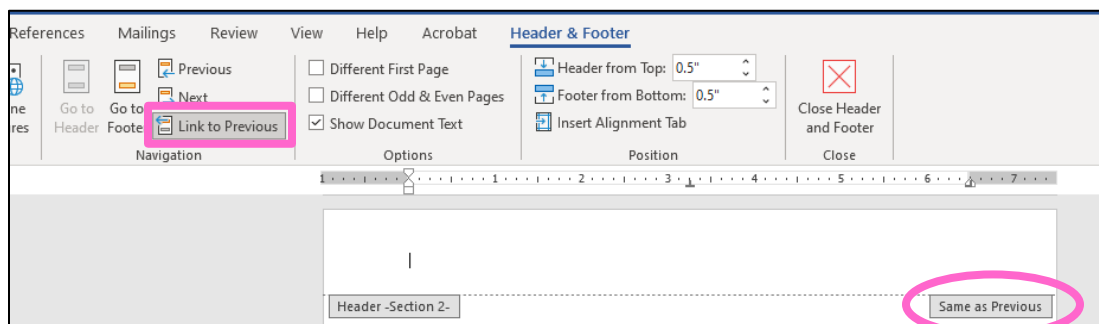 References Mailings Review View Help Acrobat Header & Footer
Previous Different First Page Header from Top: 0.5"
Next Different Odd & Even Pages Footer from Bottom: 0.5"
ne Go to Go to Close Header
res Header Foote Link to Previous Show Document Text Insert Alignment Tab and Footer
Navigation Options Position Close
1 1 2 3 4 5 6 7
Header -Section 2- Same as Previous